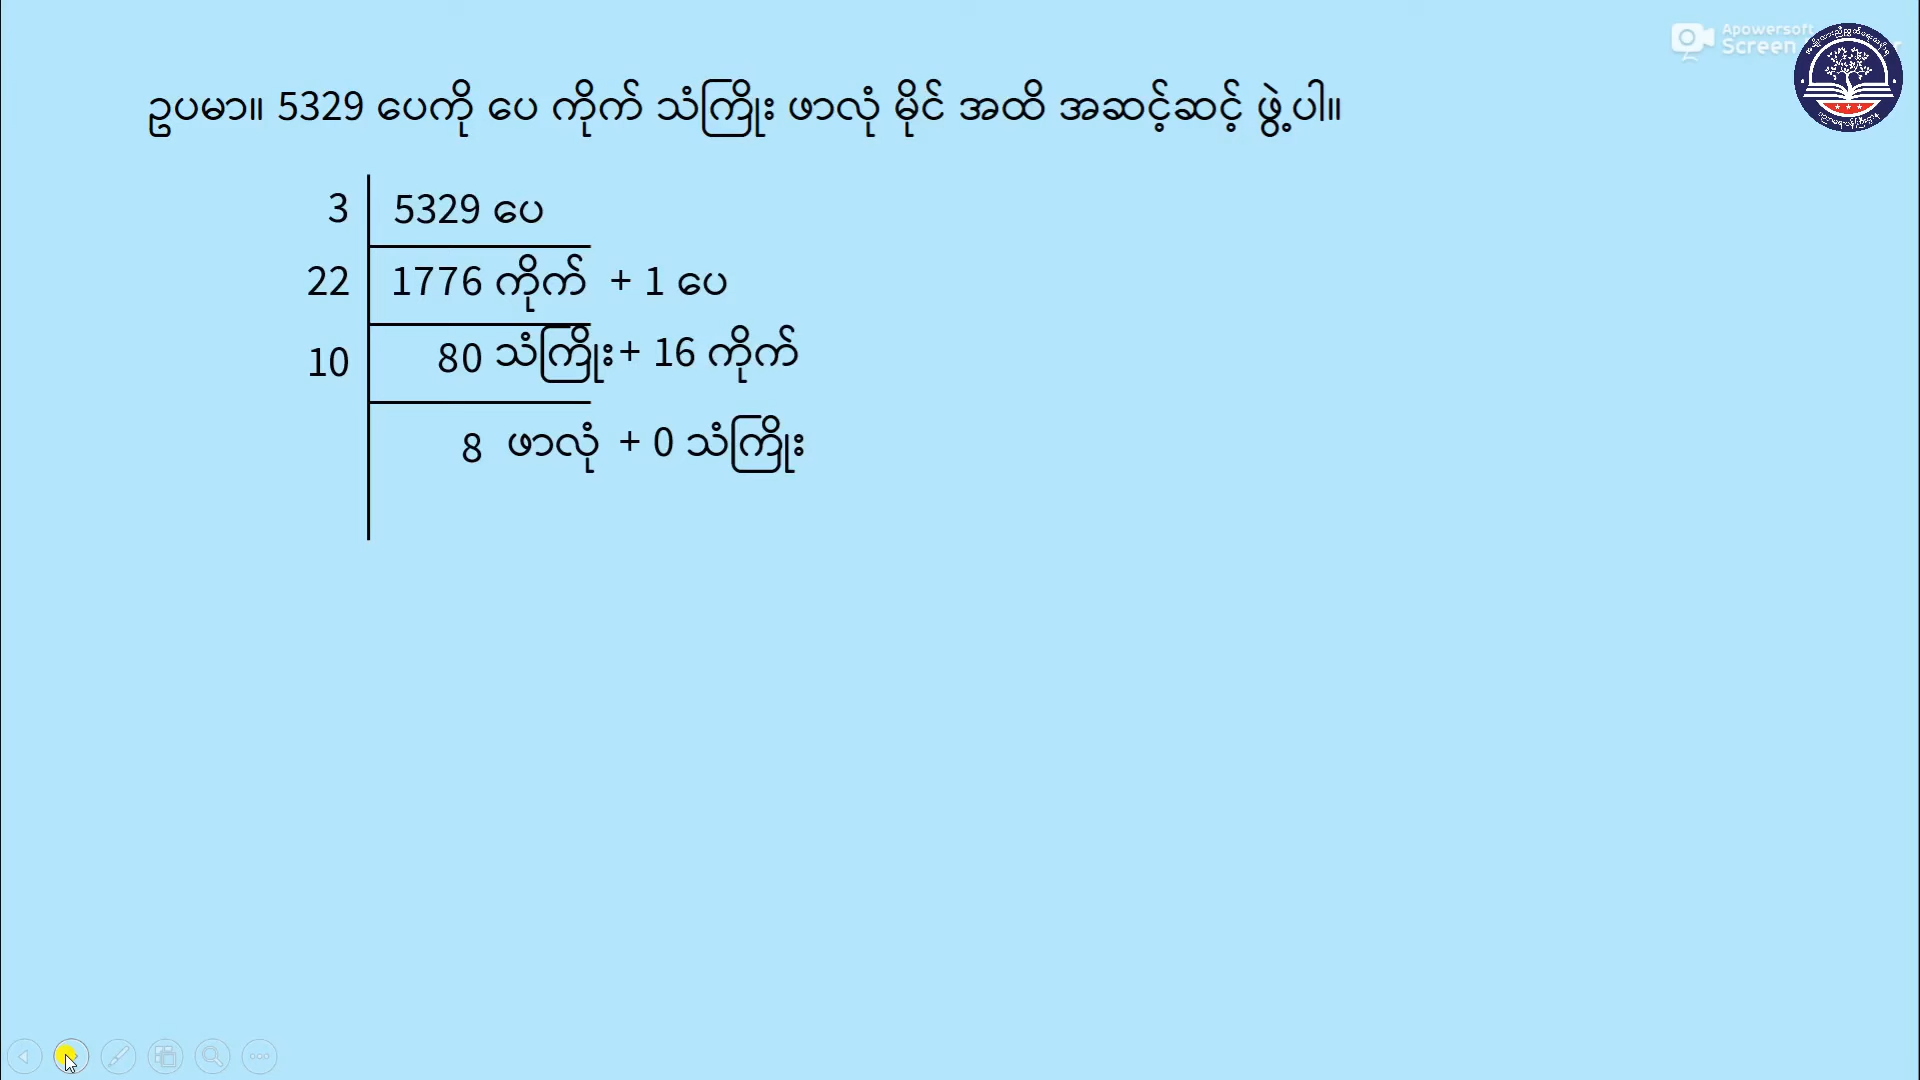 Apowersoft
Screen
ဥပမာ။ 5329 ပေကို ပေ ကိုက် သံကြိုး ဖာလုံ မိုင် အထိ အဆင့်ဆင့် ဖွဲ့ပါ။
3 5329 ပေ
22 1776 ကိုက် + 1 ပေ
10 80 သံကြိုး + 16 ကိုက်
8 ဖာလုံ + 0 သံကြိုး